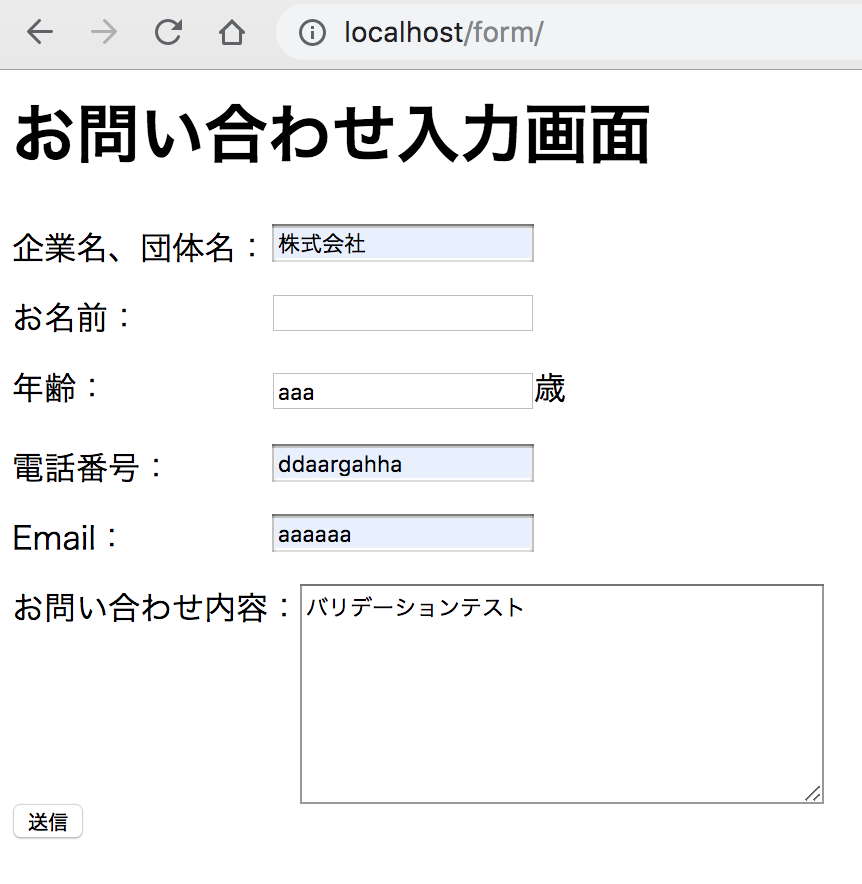 localhost/form/
お問い合わせ入力画面
企業名、団体名： 株式会社
お名前：
年齢： aaa 歳
電話番号： ddaargahha
Email： aaaaaa
お問い合わせ内容： バリデーションテスト
送信